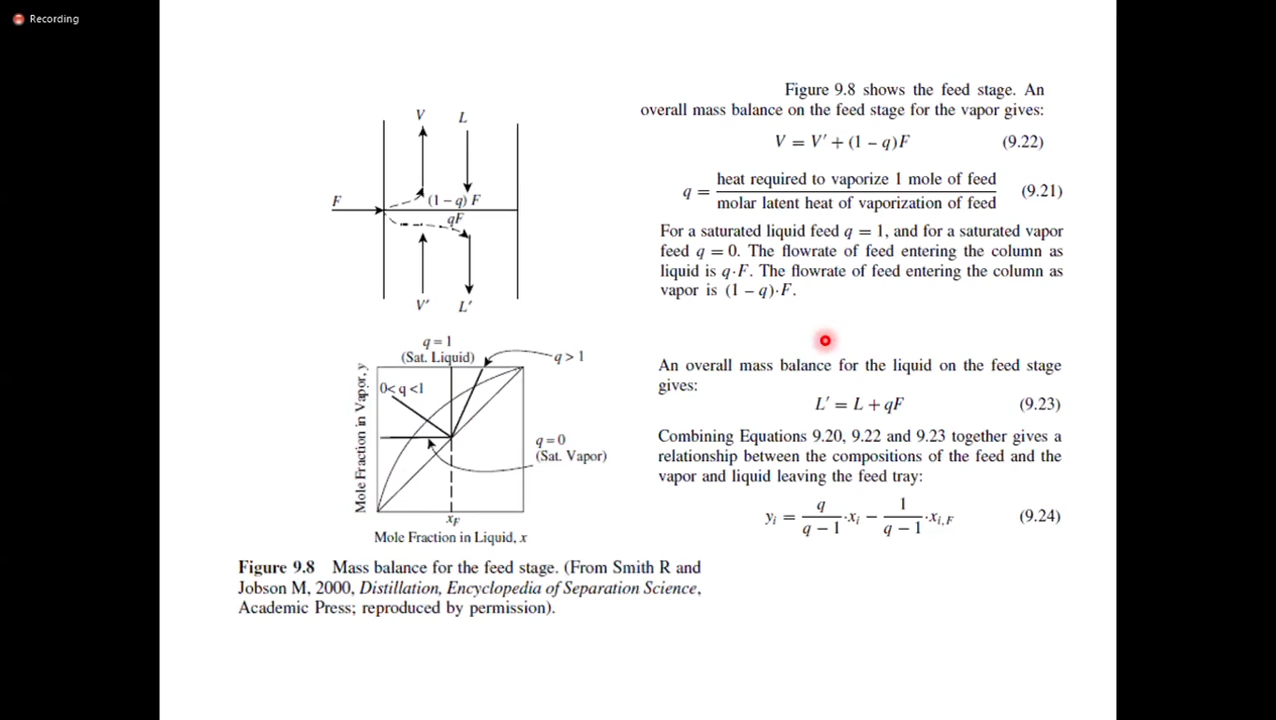 Recording
V L
F
(1 – q) F
qF
V′ L′
q = 1
(Sat. Liquid)
q > 1
0< q <1
q = 0
(Sat. Vapor)
Mole Fraction in Vapor, y
xF
Mole Fraction in Liquid, x
Figure 9.8 Mass balance for the feed stage. (From Smith R and
Jobson M, 2000, Distillation, Encyclopedia of Separation Science,
Academic Press; reproduced by permission).
Figure 9.8 shows the feed stage. An
overall mass balance on the feed stage for the vapor gives:
V = V′ + (1 – q)F (9.22)
q = heat required to vaporize 1 mole of feed / molar latent heat of vaporization of feed (9.21)
For a saturated liquid feed q = 1, and for a saturated vapor
feed q = 0. The flowrate of feed entering the column as
liquid is q·F. The flowrate of feed entering the column as
vapor is (1 – q)·F.
An overall mass balance for the liquid on the feed stage
gives:
L′ = L + qF (9.23)
Combining Equations 9.20, 9.22 and 9.23 together gives a
relationship between the compositions of the feed and the
vapor and liquid leaving the feed tray:
yi = q / (q – 1) ·xi – 1 / (q – 1) ·xi,F (9.24)